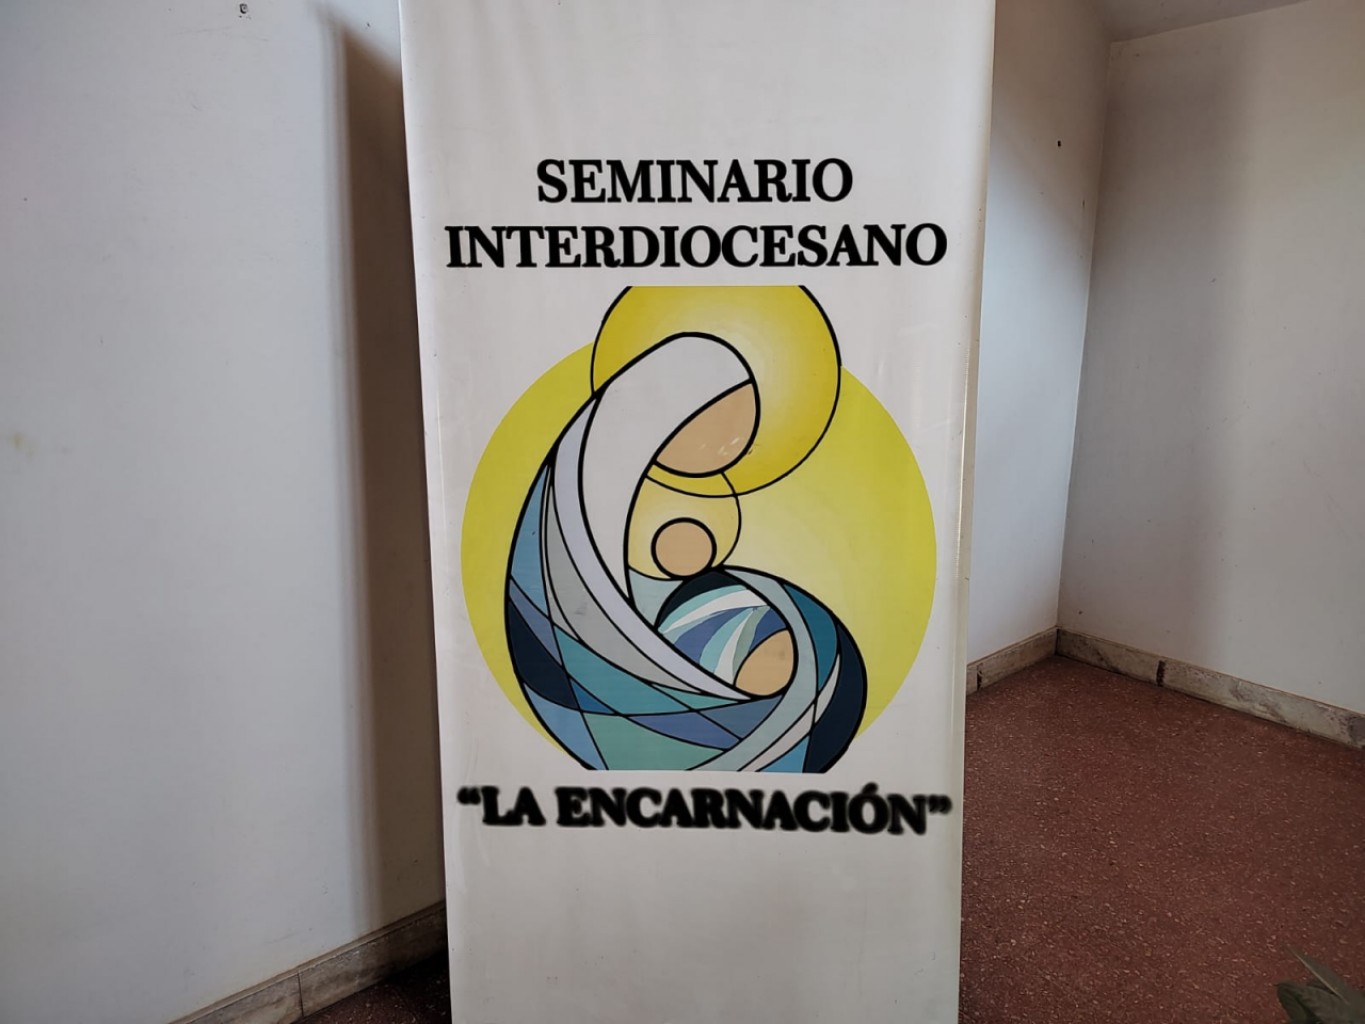 SEMINARIO
INTERDIOCESANO
“LA ENCARNACIÓN”